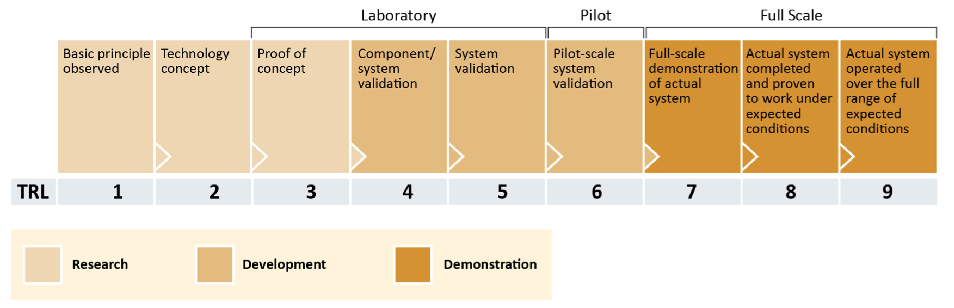 Laboratory
Pilot
Full Scale
Basic principle
observed
Technology
concept
Proof of
concept
Component/
system
validation
System
validation
Pilot-scale
system
validation
Full-scale
demonstration
of actual
system
Actual system
completed
and proven
to work under
expected
conditions
Actual system
operated
over the full
range of
expected
conditions
TRL 1 2 3 4 5 6 7 8 9
Research
Development
Demonstration